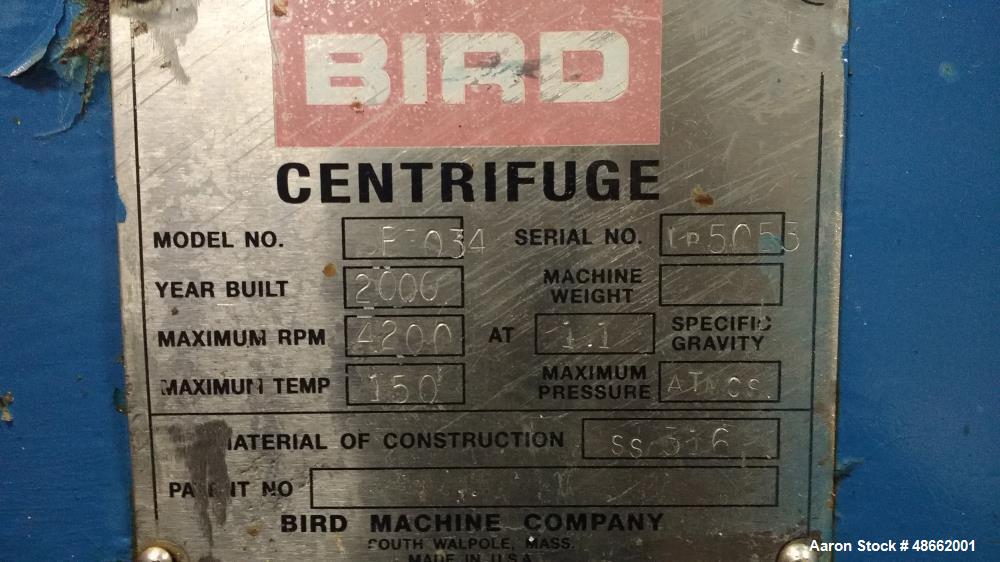 BIRD
CENTRIFUGE
MODEL NO. SERIAL NO.
YEAR BUILT 2000 MACHINE WEIGHT
MAXIMUM RPM 4200 AT 1.1 SPECIFIC GRAVITY
MAXIMUM TEMP 150 MAXIMUM PRESSURE ATMOS.
MATERIAL OF CONSTRUCTION SS 316
PATENT NO
BIRD MACHINE COMPANY
SOUTH WALPOLE, MASS.
MADE IN U.S.A.
Aaron Stock # 48662001